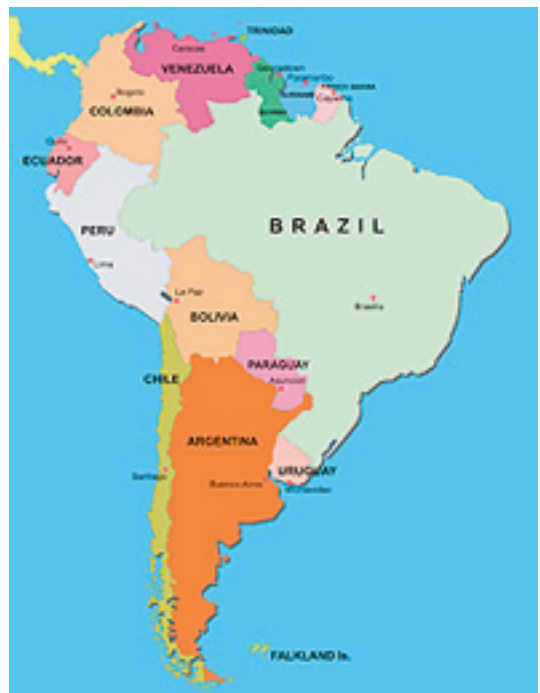 TRINIDAD
Caracas
VENEZUELA
Georgetown
Paramaribo
Cayenne
Bogota
COLOMBIA
Quito
ECUADOR
BRAZIL
PERU
Lima
La Paz
Brasilia
BOLIVIA
PARAGUAY
CHILE
Asuncion
ARGENTINA
Santiago
URUGUAY
Buenos Aires
Montevideo
FALKLAND Is.